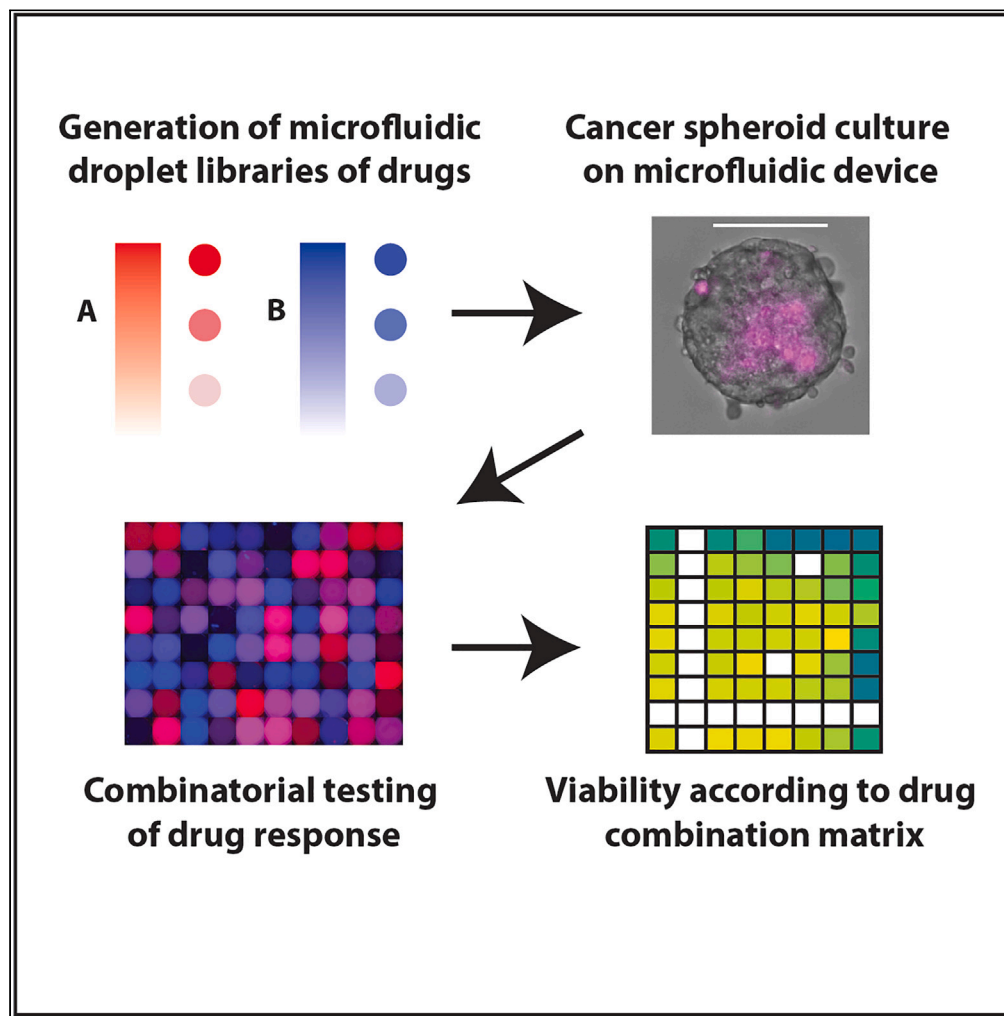 Generation of microfluidic
droplet libraries of drugs
Cancer spheroid culture
on microfluidic device
A
B
Combinatorial testing
of drug response
Viability according to drug
combination matrix